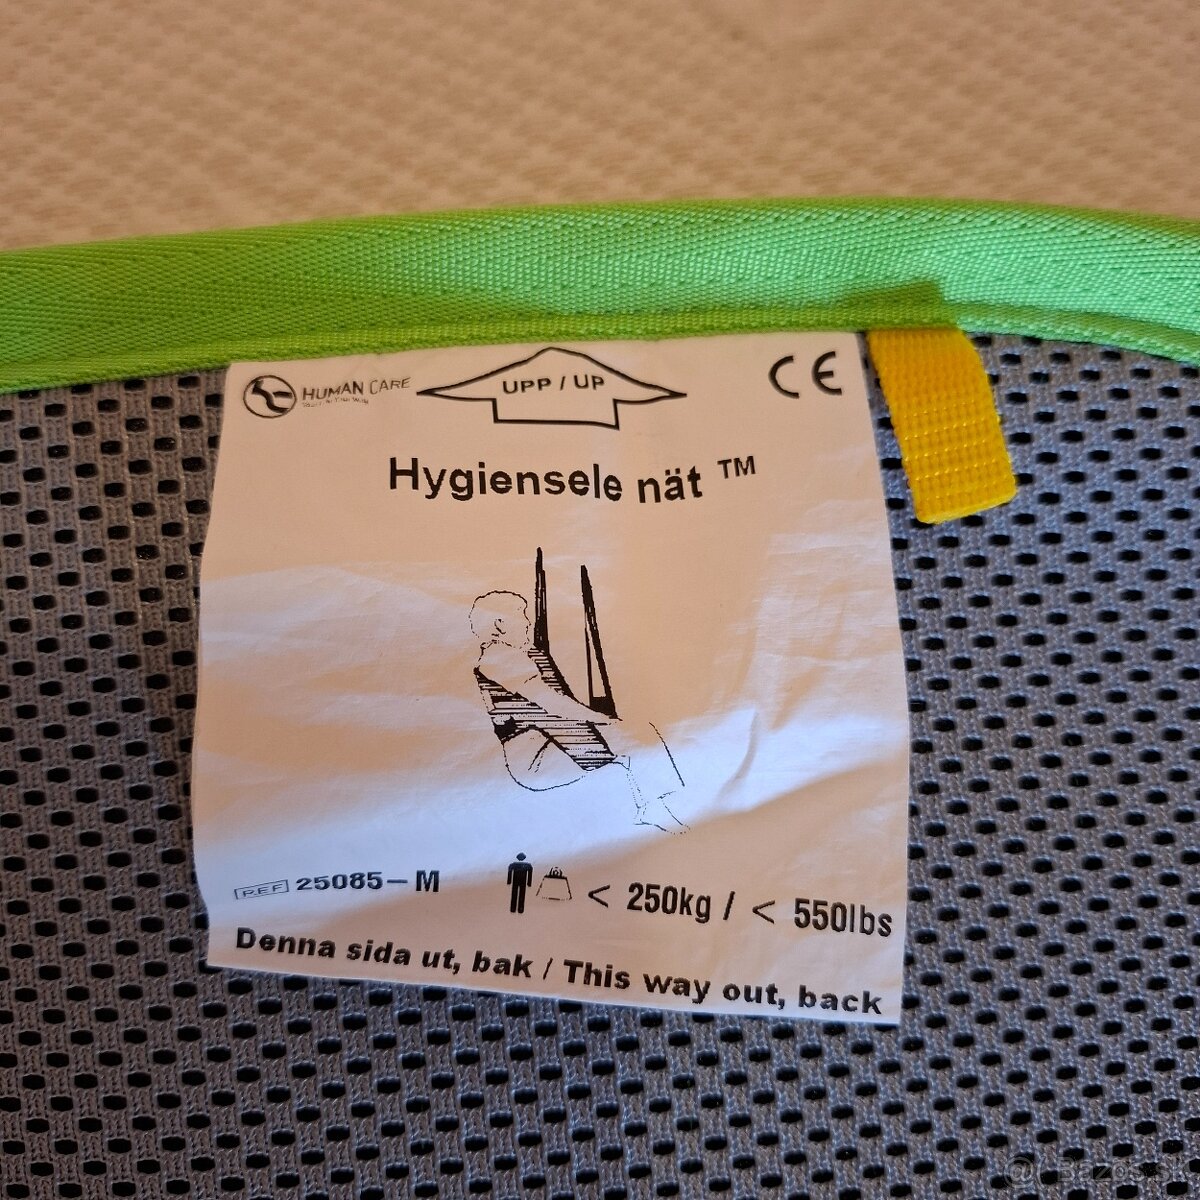 HUMAN CARE
UPP / UP
CE
Hygiensele nät ™
REF 25085-M
< 250kg / < 550lbs
Denna sida ut, bak / This way out, back